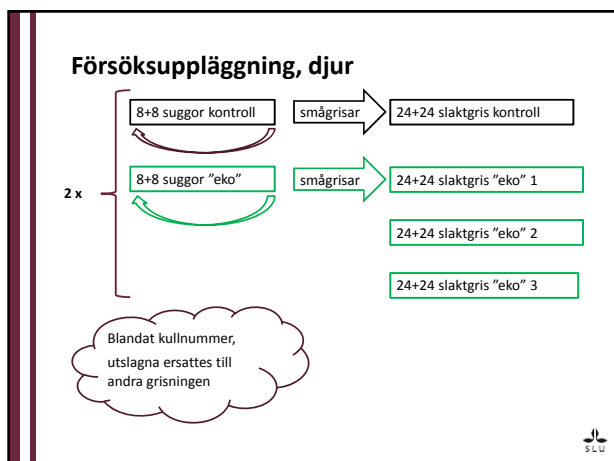 Försöksuppläggning, djur
8+8 suggor kontroll
smågrisar
24+24 slaktgris kontroll
8+8 suggor ”eko”
smågrisar
24+24 slaktgris ”eko” 1
2 x
24+24 slaktgris ”eko” 2
24+24 slaktgris ”eko” 3
Blandat kullnummer,
utslagna ersattes till
andra grisningen
SLU